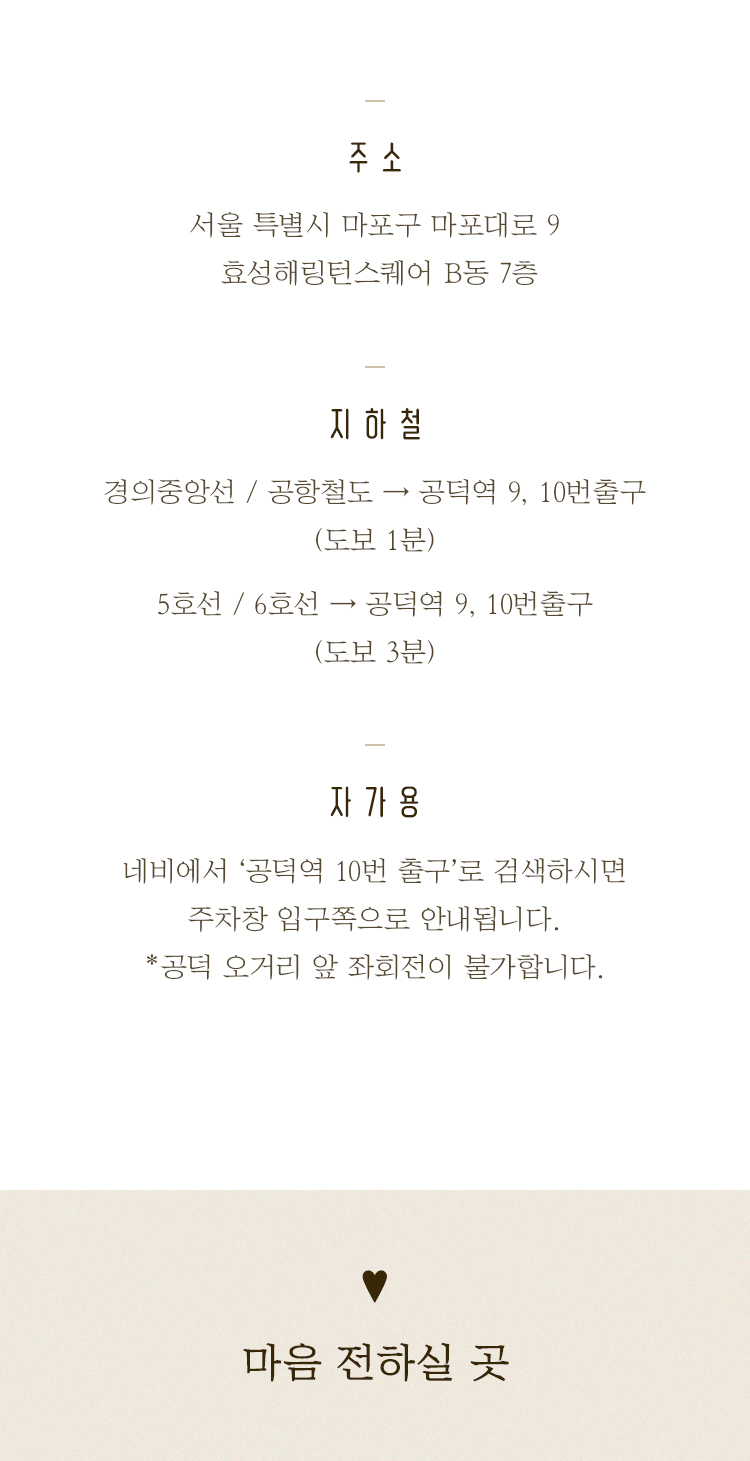 주소
서울 특별시 마포구 마포대로 9
효성해링턴스퀘어 B동 7층
지하철
경의중앙선 / 공항철도 → 공덕역 9, 10번출구
(도보 1분)
5호선 / 6호선 → 공덕역 9, 10번출구
(도보 3분)
자가용
네비에서 ‘공덕역 10번 출구’로 검색하시면
주차창 입구쪽으로 안내됩니다.
*공덕 오거리 앞 좌회전이 불가합니다.
마음 전하실 곳